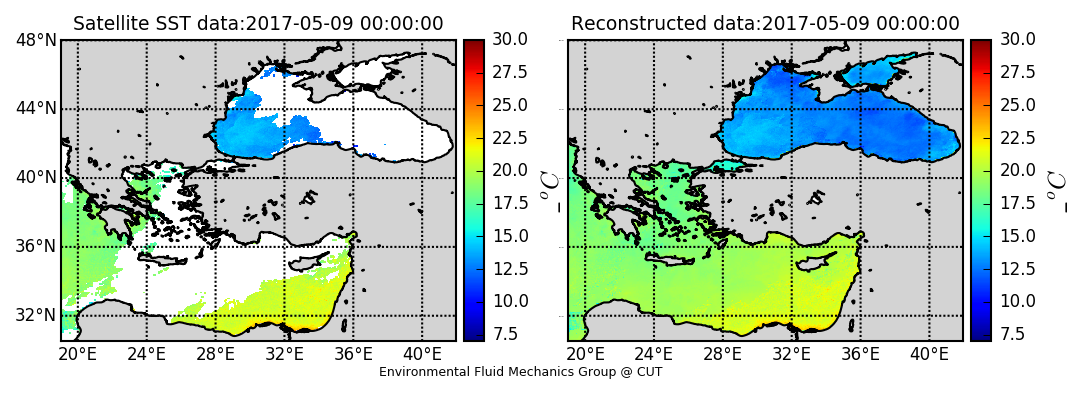 Satellite SST data:2017-05-09 00:00:00
48°N
44°N
40°N
36°N
32°N
20°E 24°E 28°E 32°E 36°E 40°E
30.0
27.5
25.0
22.5
20.0
17.5
15.0
12.5
10.0
7.5
_°C
Reconstructed data:2017-05-09 00:00:00
20°E 24°E 28°E 32°E 36°E 40°E
30.0
27.5
25.0
22.5
20.0
17.5
15.0
12.5
10.0
7.5
_°C
Environmental Fluid Mechanics Group @ CUT